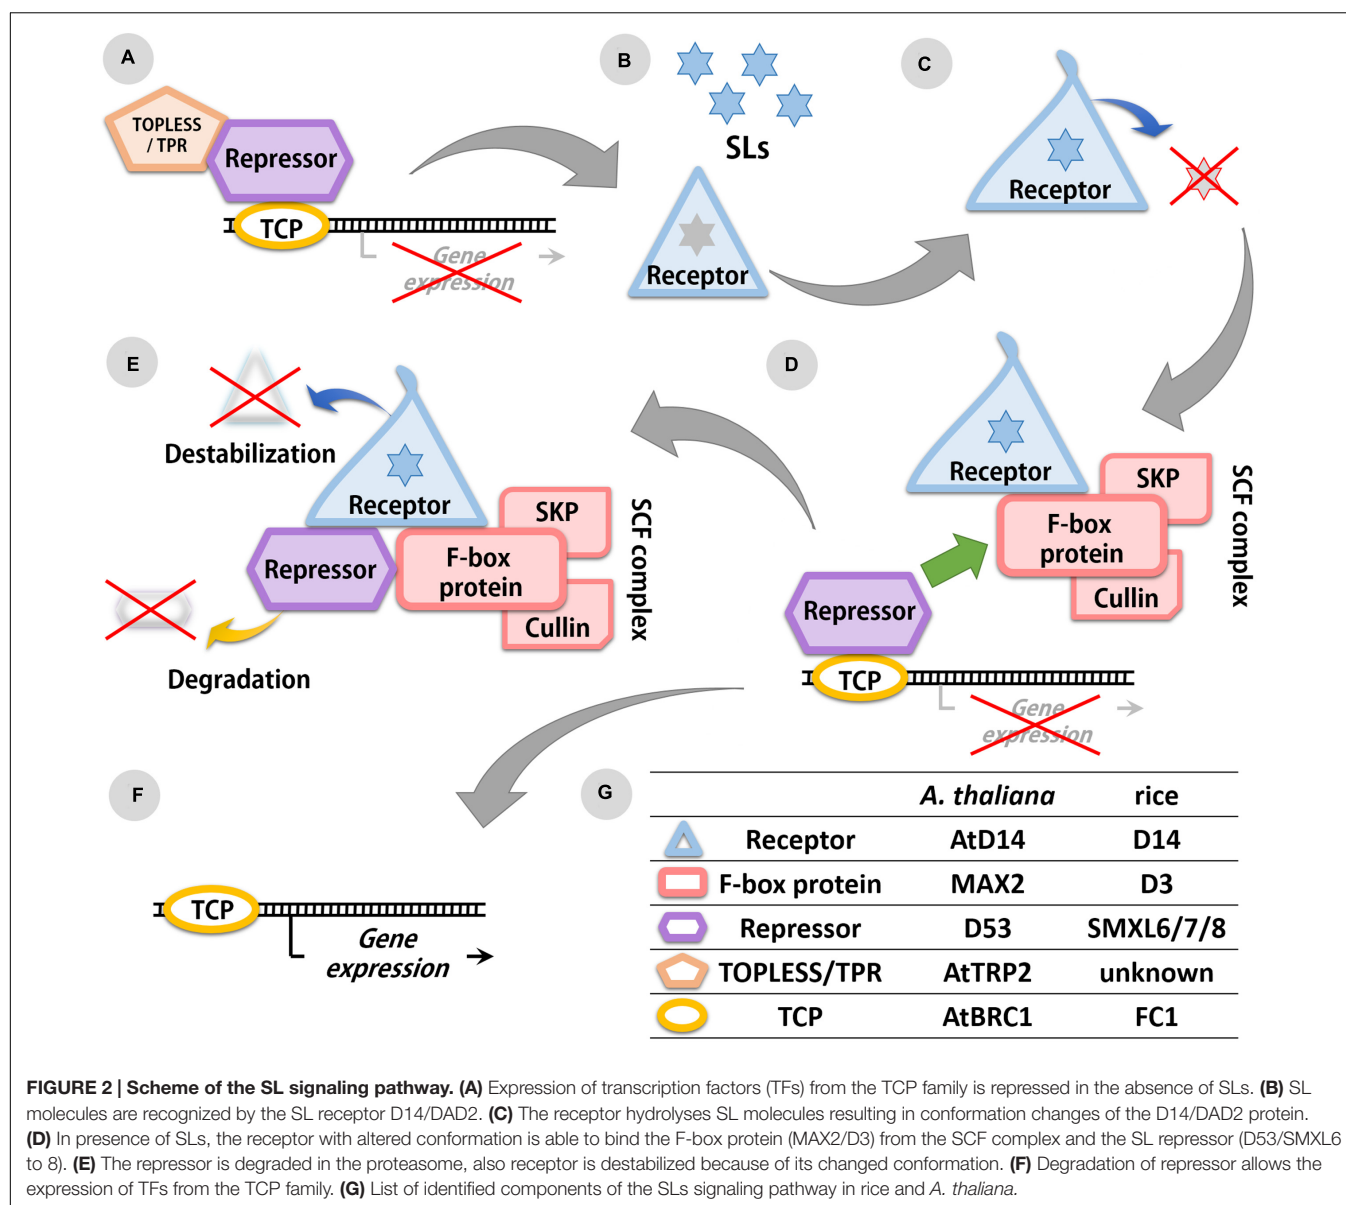 A
TOPLESS
/ TPR
Repressor
TCP
Gene
expression
B
SLs
Receptor
C
Receptor
D
Receptor
SKP
F-box
protein
Cullin
SCF complex
Repressor
TCP
Gene
expression
E
Destabilization
Receptor
SKP
Repressor
F-box
protein
Cullin
SCF complex
Degradation
F
TCP
Gene
expression
G
A. thaliana rice
Receptor AtD14 D14
F-box protein MAX2 D3
Repressor D53 SMXL6/7/8
TOPLESS/TPR AtTRP2 unknown
TCP AtBRC1 FC1
FIGURE 2 | Scheme of the SL signaling pathway. (A) Expression of transcription factors (TFs) from the TCP family is repressed in the absence of SLs. (B) SL
molecules are recognized by the SL receptor D14/DAD2. (C) The receptor hydrolyses SL molecules resulting in conformation changes of the D14/DAD2 protein.
(D) In presence of SLs, the receptor with altered conformation is able to bind the F-box protein (MAX2/D3) from the SCF complex and the SL repressor (D53/SMXL6
to 8). (E) The repressor is degraded in the proteasome, also receptor is destabilized because of its changed conformation. (F) Degradation of repressor allows the
expression of TFs from the TCP family. (G) List of identified components of the SLs signaling pathway in rice and A. thaliana.